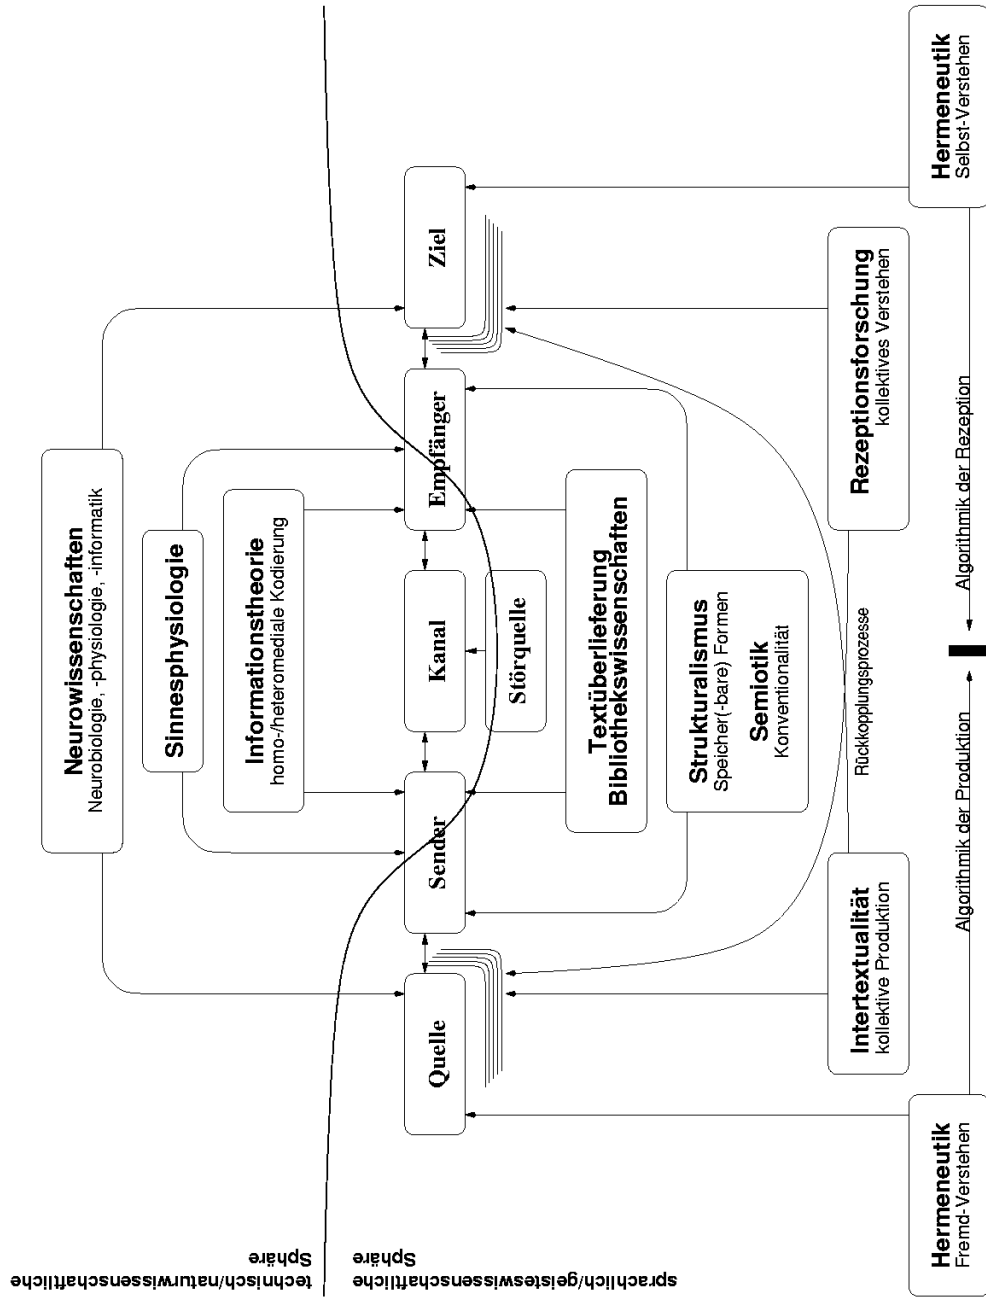 technisch/naturwissenschaftliche
Sphäre
sprachlich/geisteswissenschaftliche
Sphäre
Neurowissenschaften
Neurobiologie, -physiologie, -informatik
Sinnesphysiologie
Informationstheorie
homo-/heteromediale Kodierung
Quelle
Sender
Kanal
Empfänger
Ziel
Störquelle
Textüberlieferung
Bibliothekswissenschaften
Strukturalismus
Speicher(-bare) Formen
Semiotik
Konventionalität
Intertextualität
kollektive Produktion
Rückkopplungsprozesse
Rezeptionsforschung
kollektives Verstehen
Hermeneutik
Fremd-Verstehen
Algorithmik der Produktion
Algorithmik der Rezeption
Hermeneutik
Selbst-Verstehen